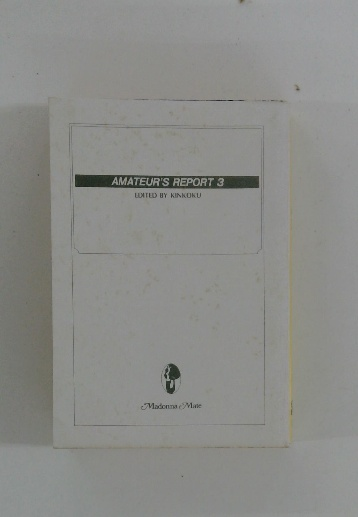 AMATEUR'S REPORT 3
EDITED BY KINKOKU
Madonna Mate